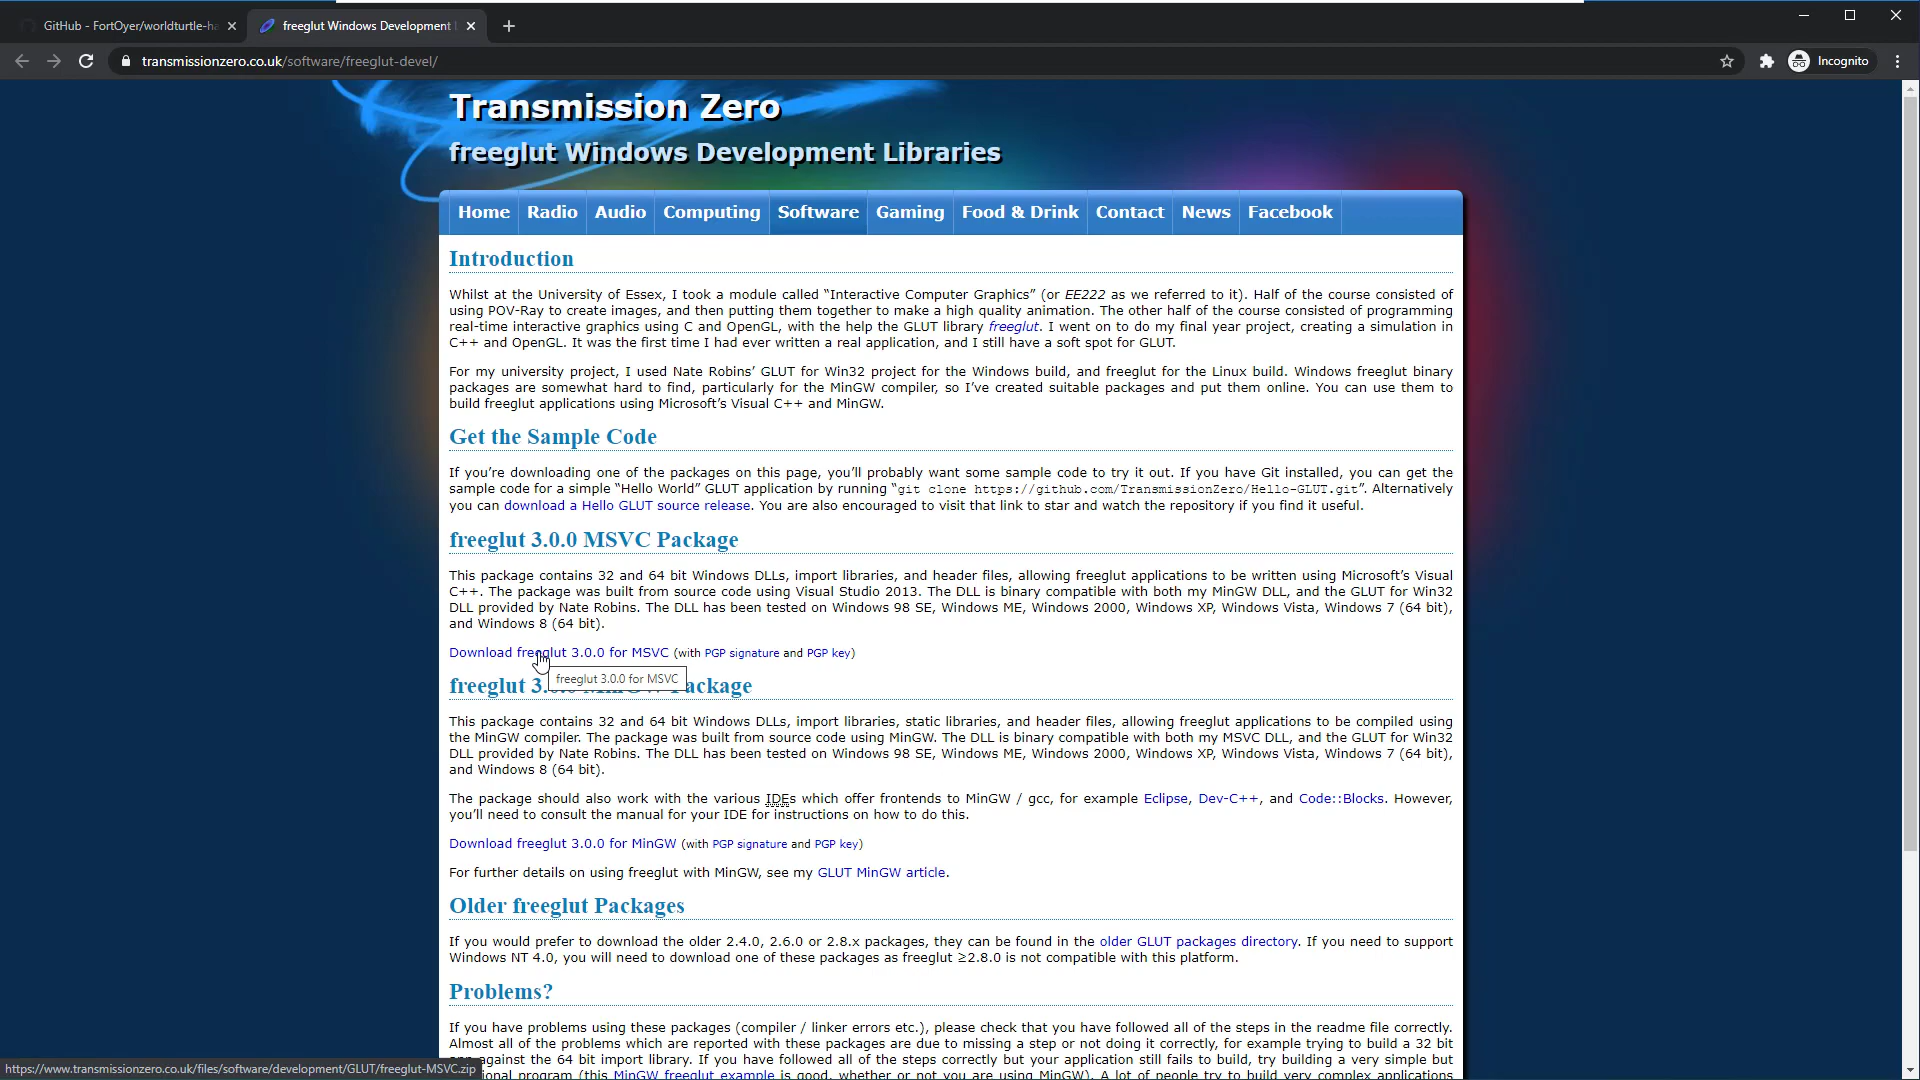 GitHub - FortOyer/worldturtle-ha
freeglut Windows Development L
transmissionzero.co.uk/software/freeglut-devel/
Incognito
Transmission Zero
freeglut Windows Development Libraries
Home Radio Audio Computing Software Gaming Food & Drink Contact News Facebook
Introduction
Whilst at the University of Essex, I took a module called “Interactive Computer Graphics” (or EE222 as we referred to it). Half of the course consisted of
using POV-Ray to create images, and then putting them together to make a high quality animation. The other half of the course consisted of programming
real-time interactive graphics using C and OpenGL, with the help the GLUT library freeglut. I went on to do my final year project, creating a simulation in
C++ and OpenGL. It was the first time I had ever written a real application, and I still have a soft spot for GLUT.
For my university project, I used Nate Robins’ GLUT for Win32 project for the Windows build, and freeglut for the Linux build. Windows freeglut binary
packages are somewhat hard to find, particularly for the MinGW compiler, so I’ve created suitable packages and put them online. You can use them to
build freeglut applications using Microsoft’s Visual C++ and MinGW.
Get the Sample Code
If you’re downloading one of the packages on this page, you’ll probably want some sample code to try it out. If you have Git installed, you can get the
sample code for a simple “Hello World” GLUT application by running “git clone https://github.com/TransmissionZero/Hello-GLUT.git”. Alternatively
you can download a Hello GLUT source release. You are also encouraged to visit that link to star and watch the repository if you find it useful.
freeglut 3.0.0 MSVC Package
This package contains 32 and 64 bit Windows DLLs, import libraries, and header files, allowing freeglut applications to be written using Microsoft’s Visual
C++. The package was built from source code using Visual Studio 2013. The DLL is binary compatible with both my MinGW DLL, and the GLUT for Win32
DLL provided by Nate Robins. The DLL has been tested on Windows 98 SE, Windows ME, Windows 2000, Windows XP, Windows Vista, Windows 7 (64 bit),
and Windows 8 (64 bit).
Download freeglut 3.0.0 for MSVC (with PGP signature and PGP key)
freeglut 3.0.0 for MSVC
freeglut 3.0.0 MinGW Package
This package contains 32 and 64 bit Windows DLLs, import libraries, static libraries, and header files, allowing freeglut applications to be compiled using
the MinGW compiler. The package was built from source code using MinGW. The DLL is binary compatible with both my MSVC DLL, and the GLUT for Win32
DLL provided by Nate Robins. The DLL has been tested on Windows 98 SE, Windows ME, Windows 2000, Windows XP, Windows Vista, Windows 7 (64 bit),
and Windows 8 (64 bit).
The package should also work with the various IDEs which offer frontends to MinGW / gcc, for example Eclipse, Dev-C++, and Code::Blocks. However,
you’ll need to consult the manual for your IDE for instructions on how to do this.
Download freeglut 3.0.0 for MinGW (with PGP signature and PGP key)
For further details on using freeglut with MinGW, see my GLUT MinGW article.
Older freeglut Packages
If you would prefer to download the older 2.4.0, 2.6.0 or 2.8.x packages, they can be found in the older GLUT packages directory. If you need to support
Windows NT 4.0, you will need to download one of these packages as freeglut ≥2.8.0 is not compatible with this platform.
Problems?
If you have problems using these packages (compiler / linker errors etc.), please check that you have followed all of the steps in the readme file correctly.
Almost all of the problems which are reported with these packages are due to missing a step or not doing it correctly, for example trying to build a 32 bit
against the 64 bit import library. If you have followed all of the steps correctly but your application still fails to build, try building a very simple but
program (this MinGW freeglut example is good, whether or not you are using MinGW). A lot of people try to build very complex applications
https://www.transmissionzero.co.uk/files/software/development/GLUT/freeglut-MSVC.zip